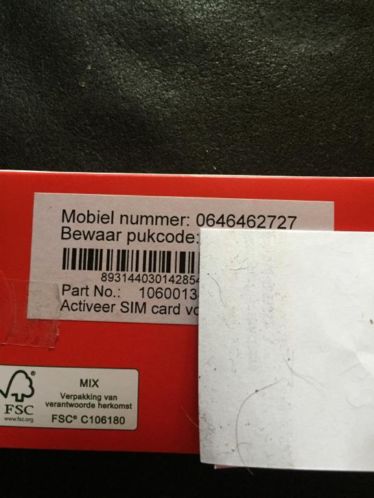 Mobiel nummer: 0646462727
Bewaar pukcode:
893144030142854
Part No.: 1060013
Activeer SIM card
MIX
Verpakking van
verantwoorde herkomst
FSC® C106180
FSC
www.fsc.org